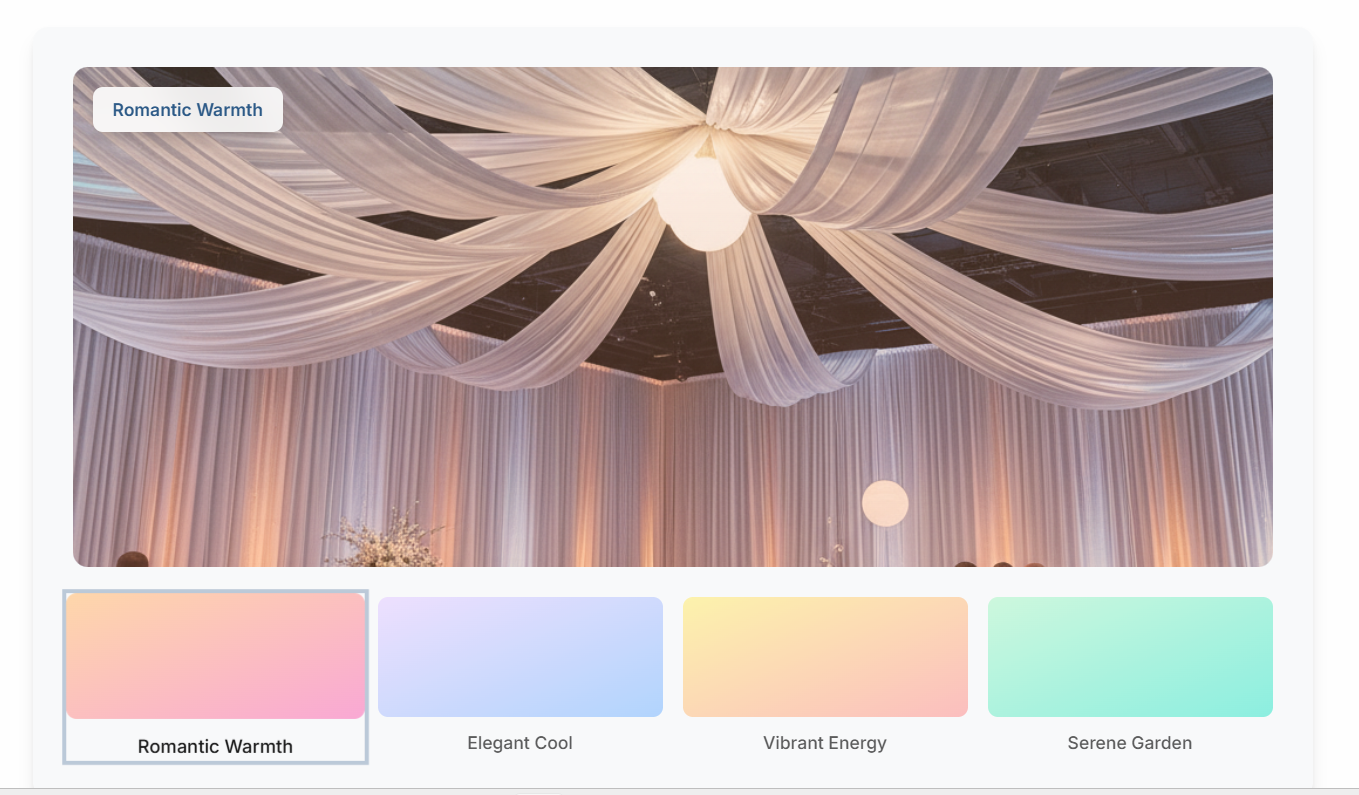 Romantic Warmth
Romantic Warmth
Elegant Cool
Vibrant Energy
Serene Garden